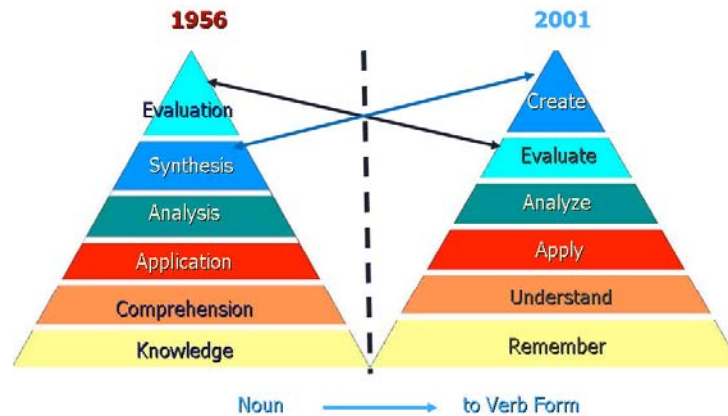 1956
2001
Evaluation
Synthesis
Analysis
Application
Comprehension
Knowledge
Create
Evaluate
Analyze
Apply
Understand
Remember
Noun to Verb Form